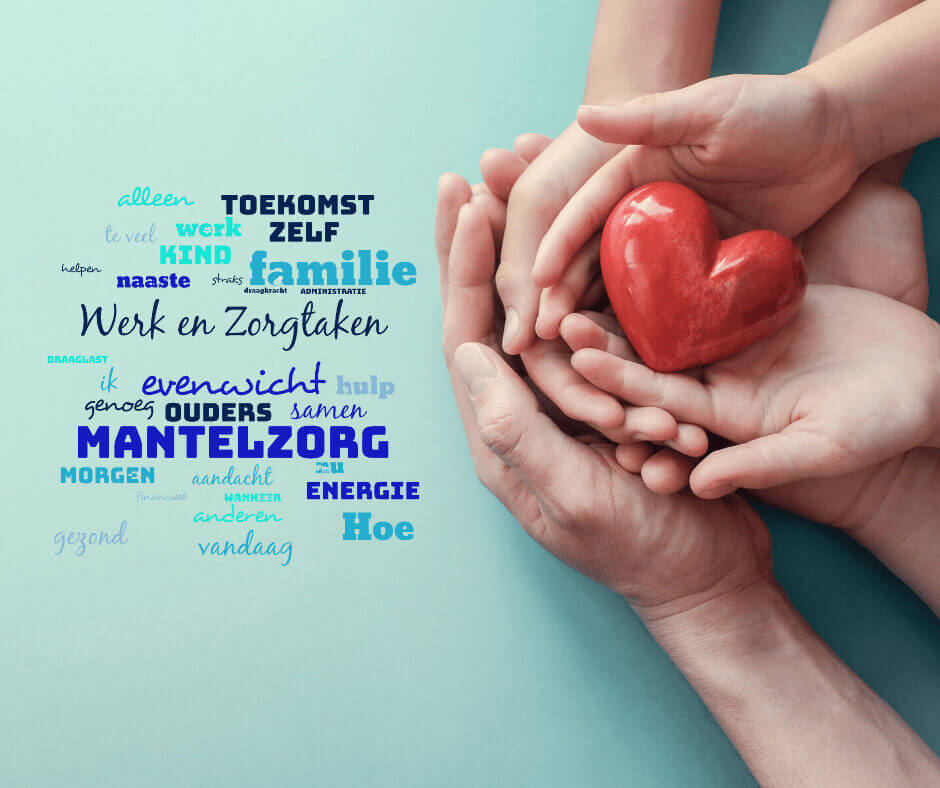 alleen TOEKOMST
te veel werk ZELF
KIND familie
helpen naaste straks
draagkracht ADMINISTRATIE
Werk en Zorgtaken
DRAAGLAST
ik evenwicht hulp
genoeg OUDERS samen
MANTELZORG
MORGEN aandacht nu
financieel WANNEER ENERGIE
anderen Hoe
gezond vandaag